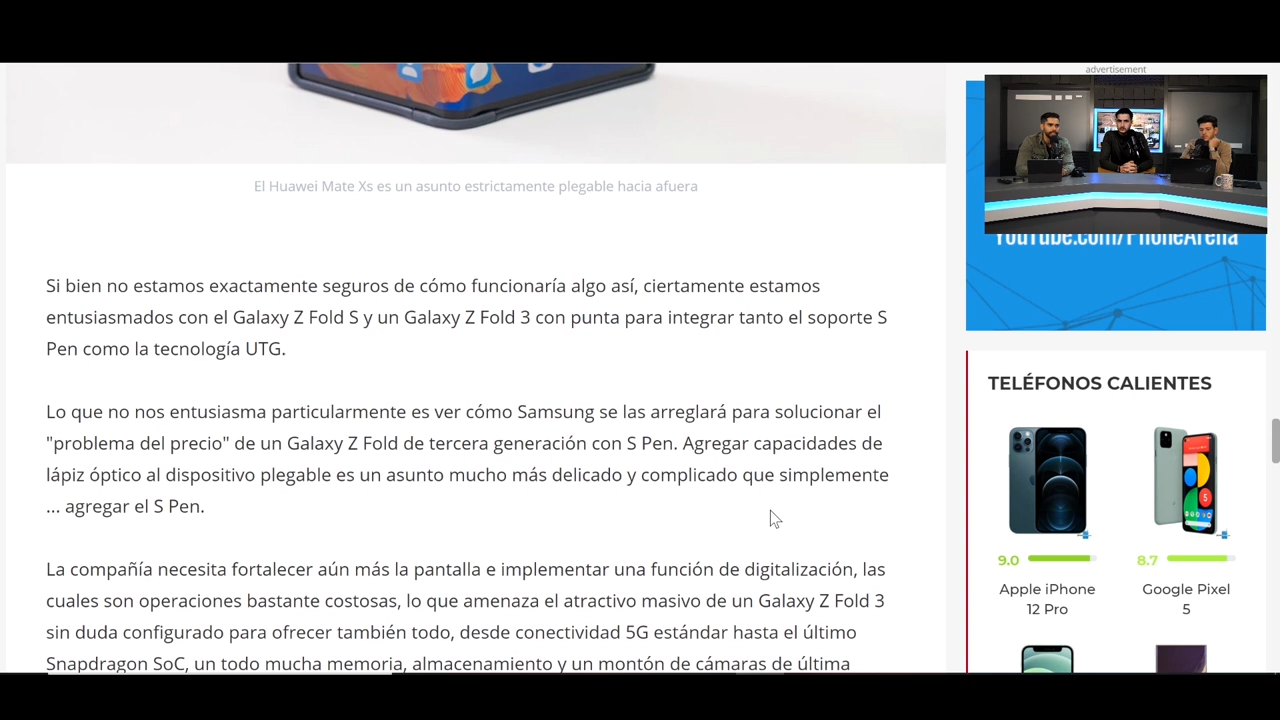 advertisement
El Huawei Mate Xs es un asunto estrictamente plegable hacia afuera
YouTube.com/PhoneArena
Si bien no estamos exactamente seguros de cómo funcionaría algo así, ciertamente estamos
entusiasmados con el Galaxy Z Fold S y un Galaxy Z Fold 3 con punta para integrar tanto el soporte S
Pen como la tecnología UTG.
Lo que no nos entusiasma particularmente es ver cómo Samsung se las arreglará para solucionar el
"problema del precio" de un Galaxy Z Fold de tercera generación con S Pen. Agregar capacidades de
lápiz óptico al dispositivo plegable es un asunto mucho más delicado y complicado que simplemente
... agregar el S Pen.
La compañía necesita fortalecer aún más la pantalla e implementar una función de digitalización, las
cuales son operaciones bastante costosas, lo que amenaza el atractivo masivo de un Galaxy Z Fold 3
sin duda configurado para ofrecer también todo, desde conectividad 5G estándar hasta el último
Snapdragon SoC, un todo mucha memoria, almacenamiento y un montón de cámaras de última
TELÉFONOS CALIENTES
9.0
Apple iPhone
12 Pro
8.7
Google Pixel
5